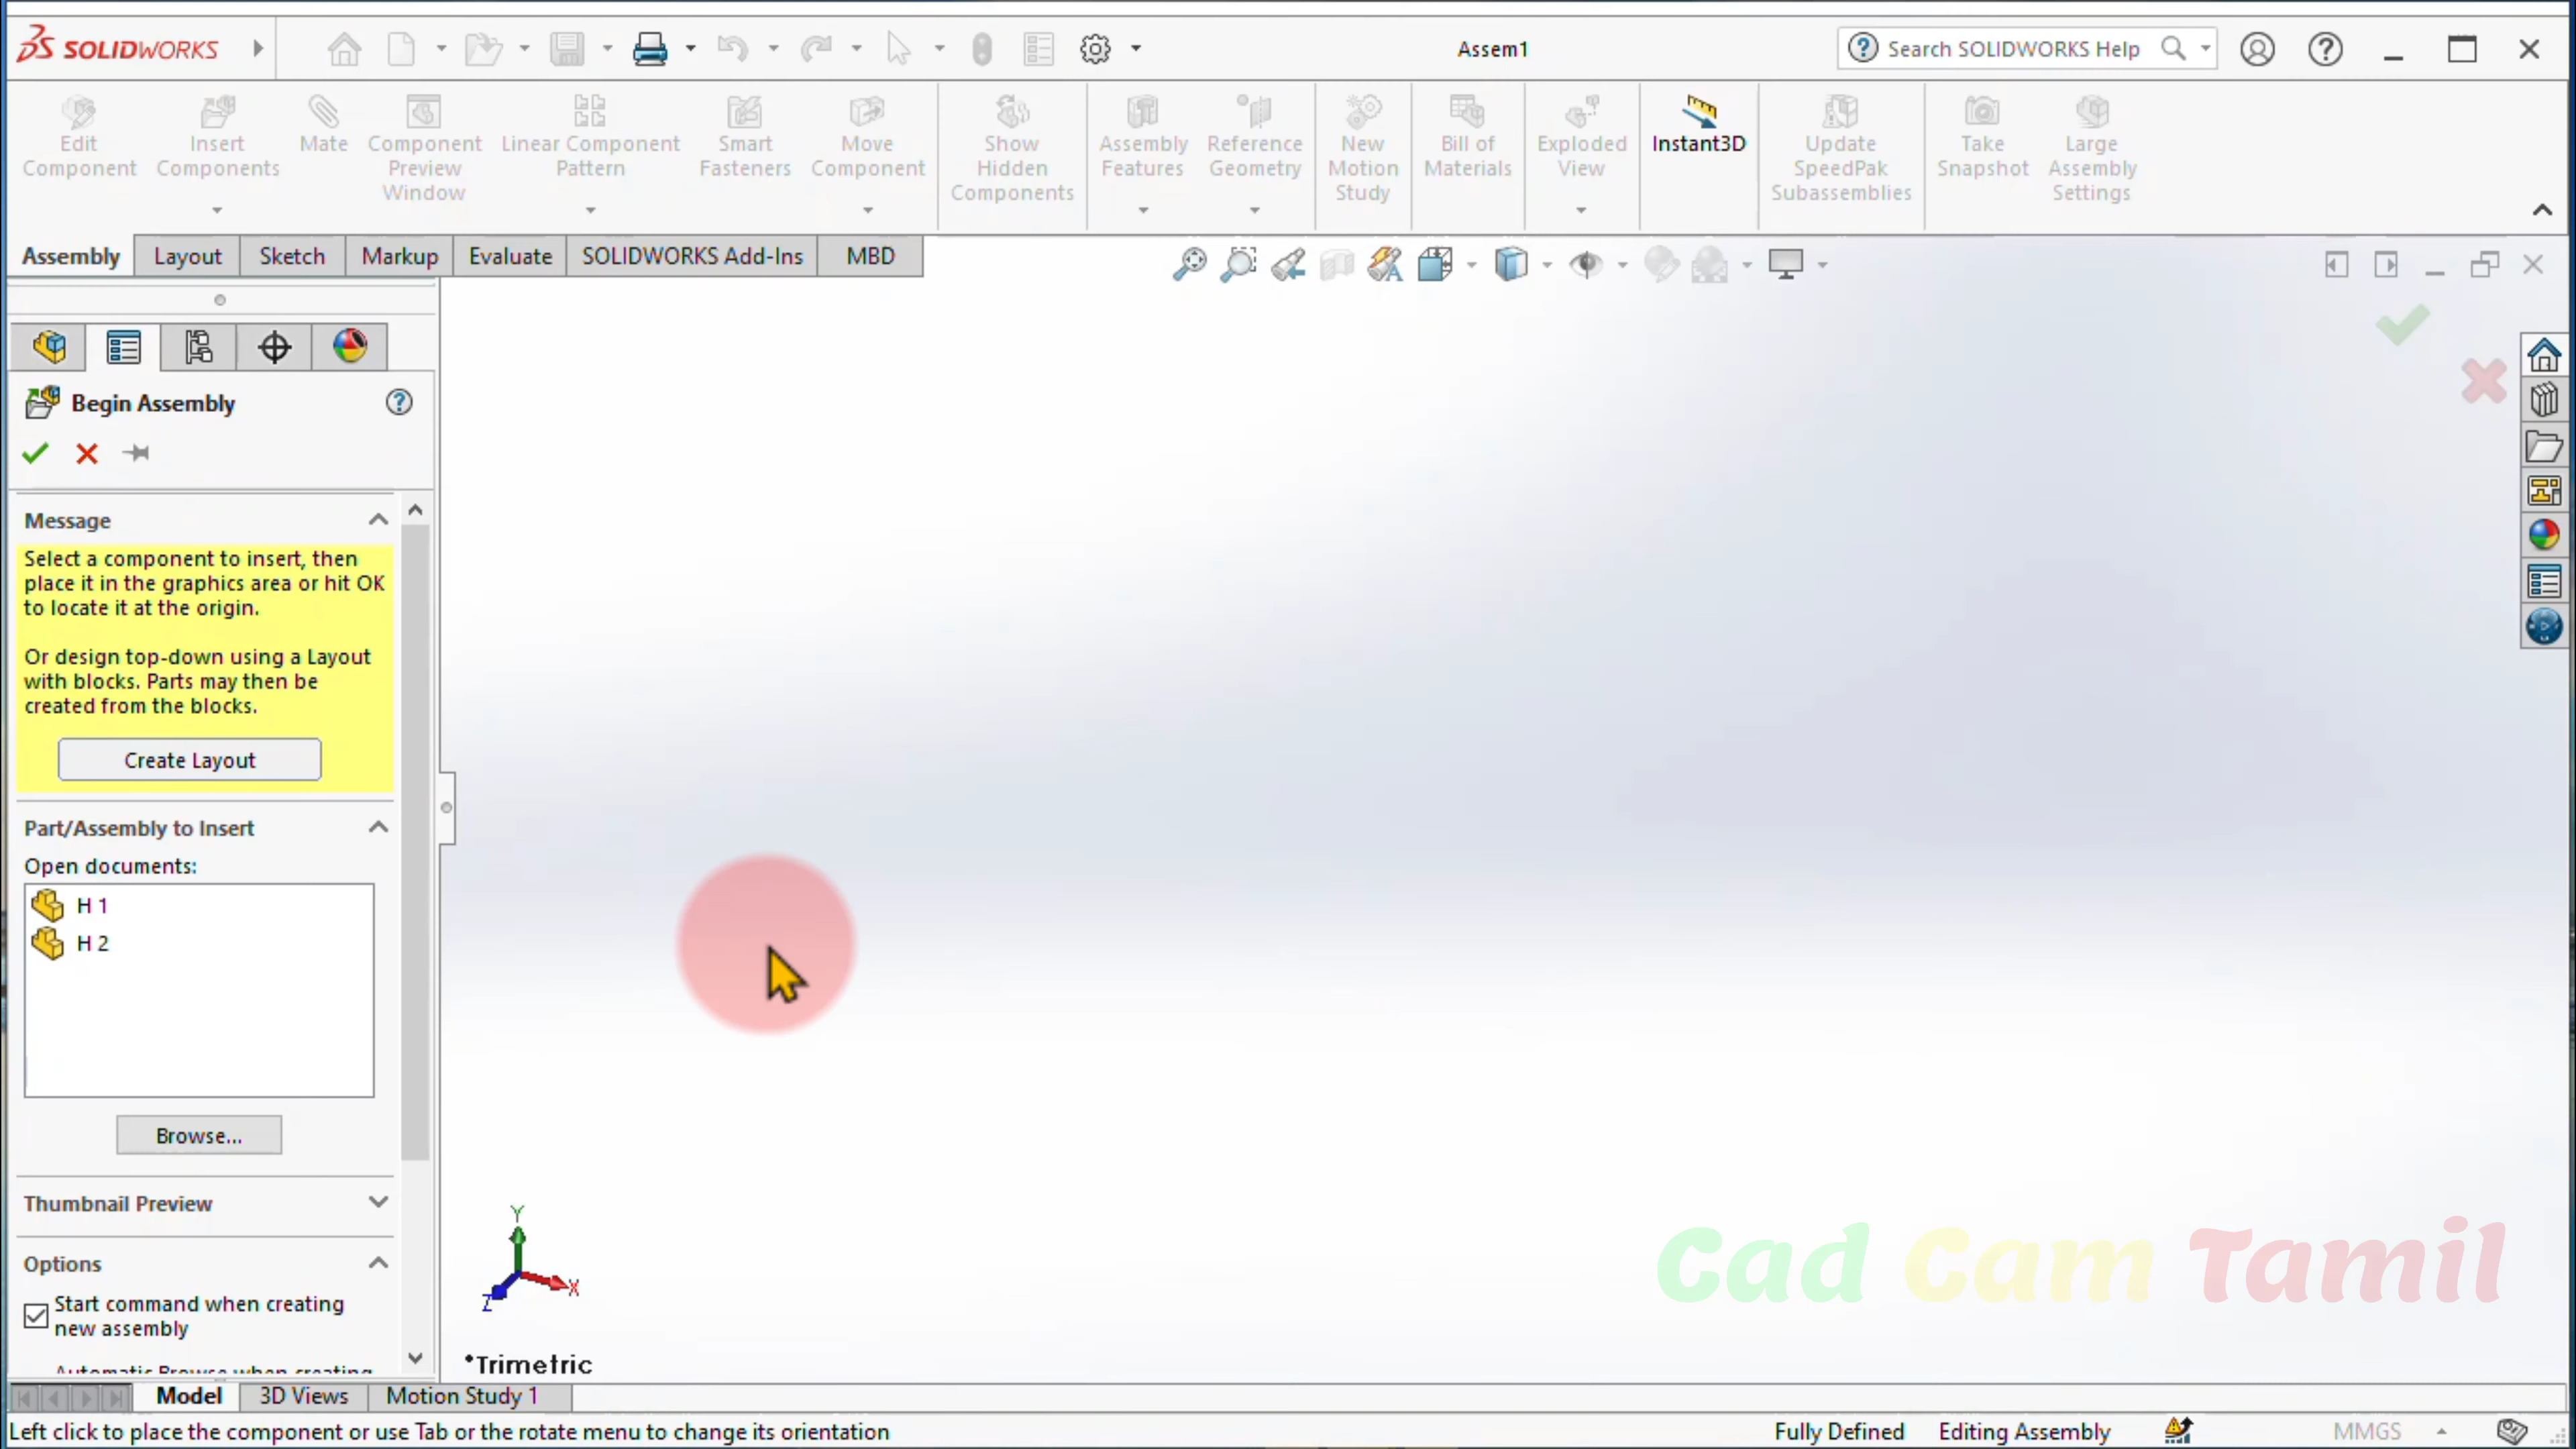 SOLIDWORKS
Assem1
Search SOLIDWORKS Help
Edit Component
Insert Components
Mate
Component Preview Window
Linear Component Pattern
Smart Fasteners
Move Component
Show Hidden Components
Assembly Features
Reference Geometry
New Motion Study
Bill of Materials
Exploded View
Instant3D
Update SpeedPak Subassemblies
Take Snapshot
Large Assembly Settings
Assembly
Layout
Sketch
Markup
Evaluate
SOLIDWORKS Add-Ins
MBD
Begin Assembly
Message
Select a component to insert, then
place it in the graphics area or hit OK
to locate it at the origin.
Or design top-down using a Layout
with blocks. Parts may then be
created from the blocks.
Create Layout
Part/Assembly to Insert
Open documents:
H 1
H 2
Browse...
Thumbnail Preview
Options
Start command when creating
new assembly
Automatic Browse when creating
Y
X
Z
*Trimetric
Cad Cam Tamil
Model
3D Views
Motion Study 1
Left click to place the component or use Tab or the rotate menu to change its orientation
Fully Defined
Editing Assembly
MMGS